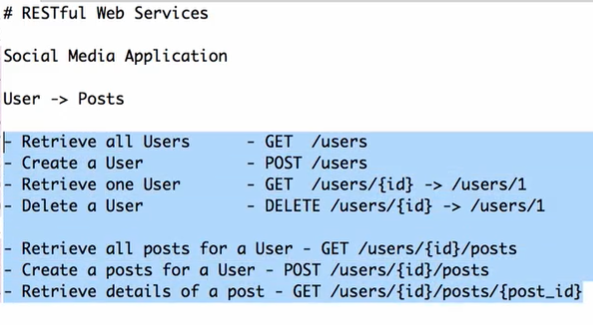 # RESTful Web Services
Social Media Application
User -> Posts
- Retrieve all Users - GET /users
- Create a User - POST /users
- Retrieve one User - GET /users/{id} -> /users/1
- Delete a User - DELETE /users/{id} -> /users/1
- Retrieve all posts for a User - GET /users/{id}/posts
- Create a posts for a User - POST /users/{id}/posts
- Retrieve details of a post - GET /users/{id}/posts/{post_id}